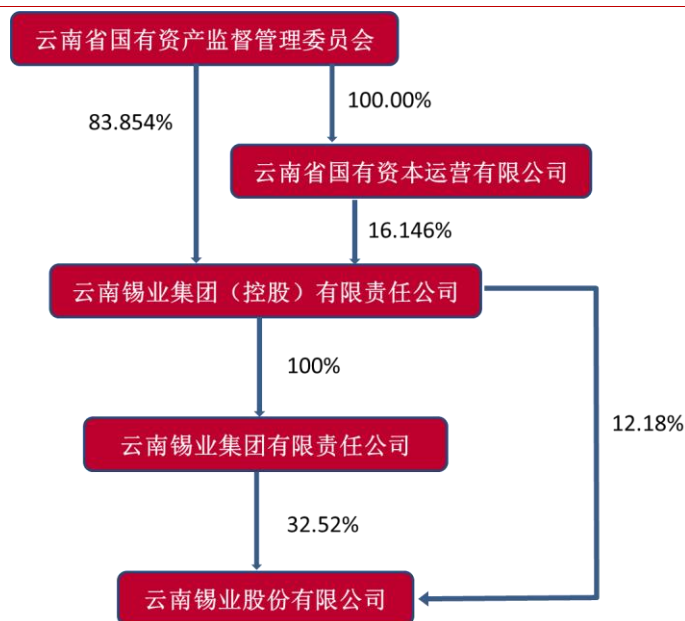 云南省国有资产监督管理委员会
100.00%
83.854%
云南省国有资本运营有限公司
16.146%
云南锡业集团（控股）有限责任公司
100%
12.18%
云南锡业集团有限责任公司
32.52%
云南锡业股份有限公司